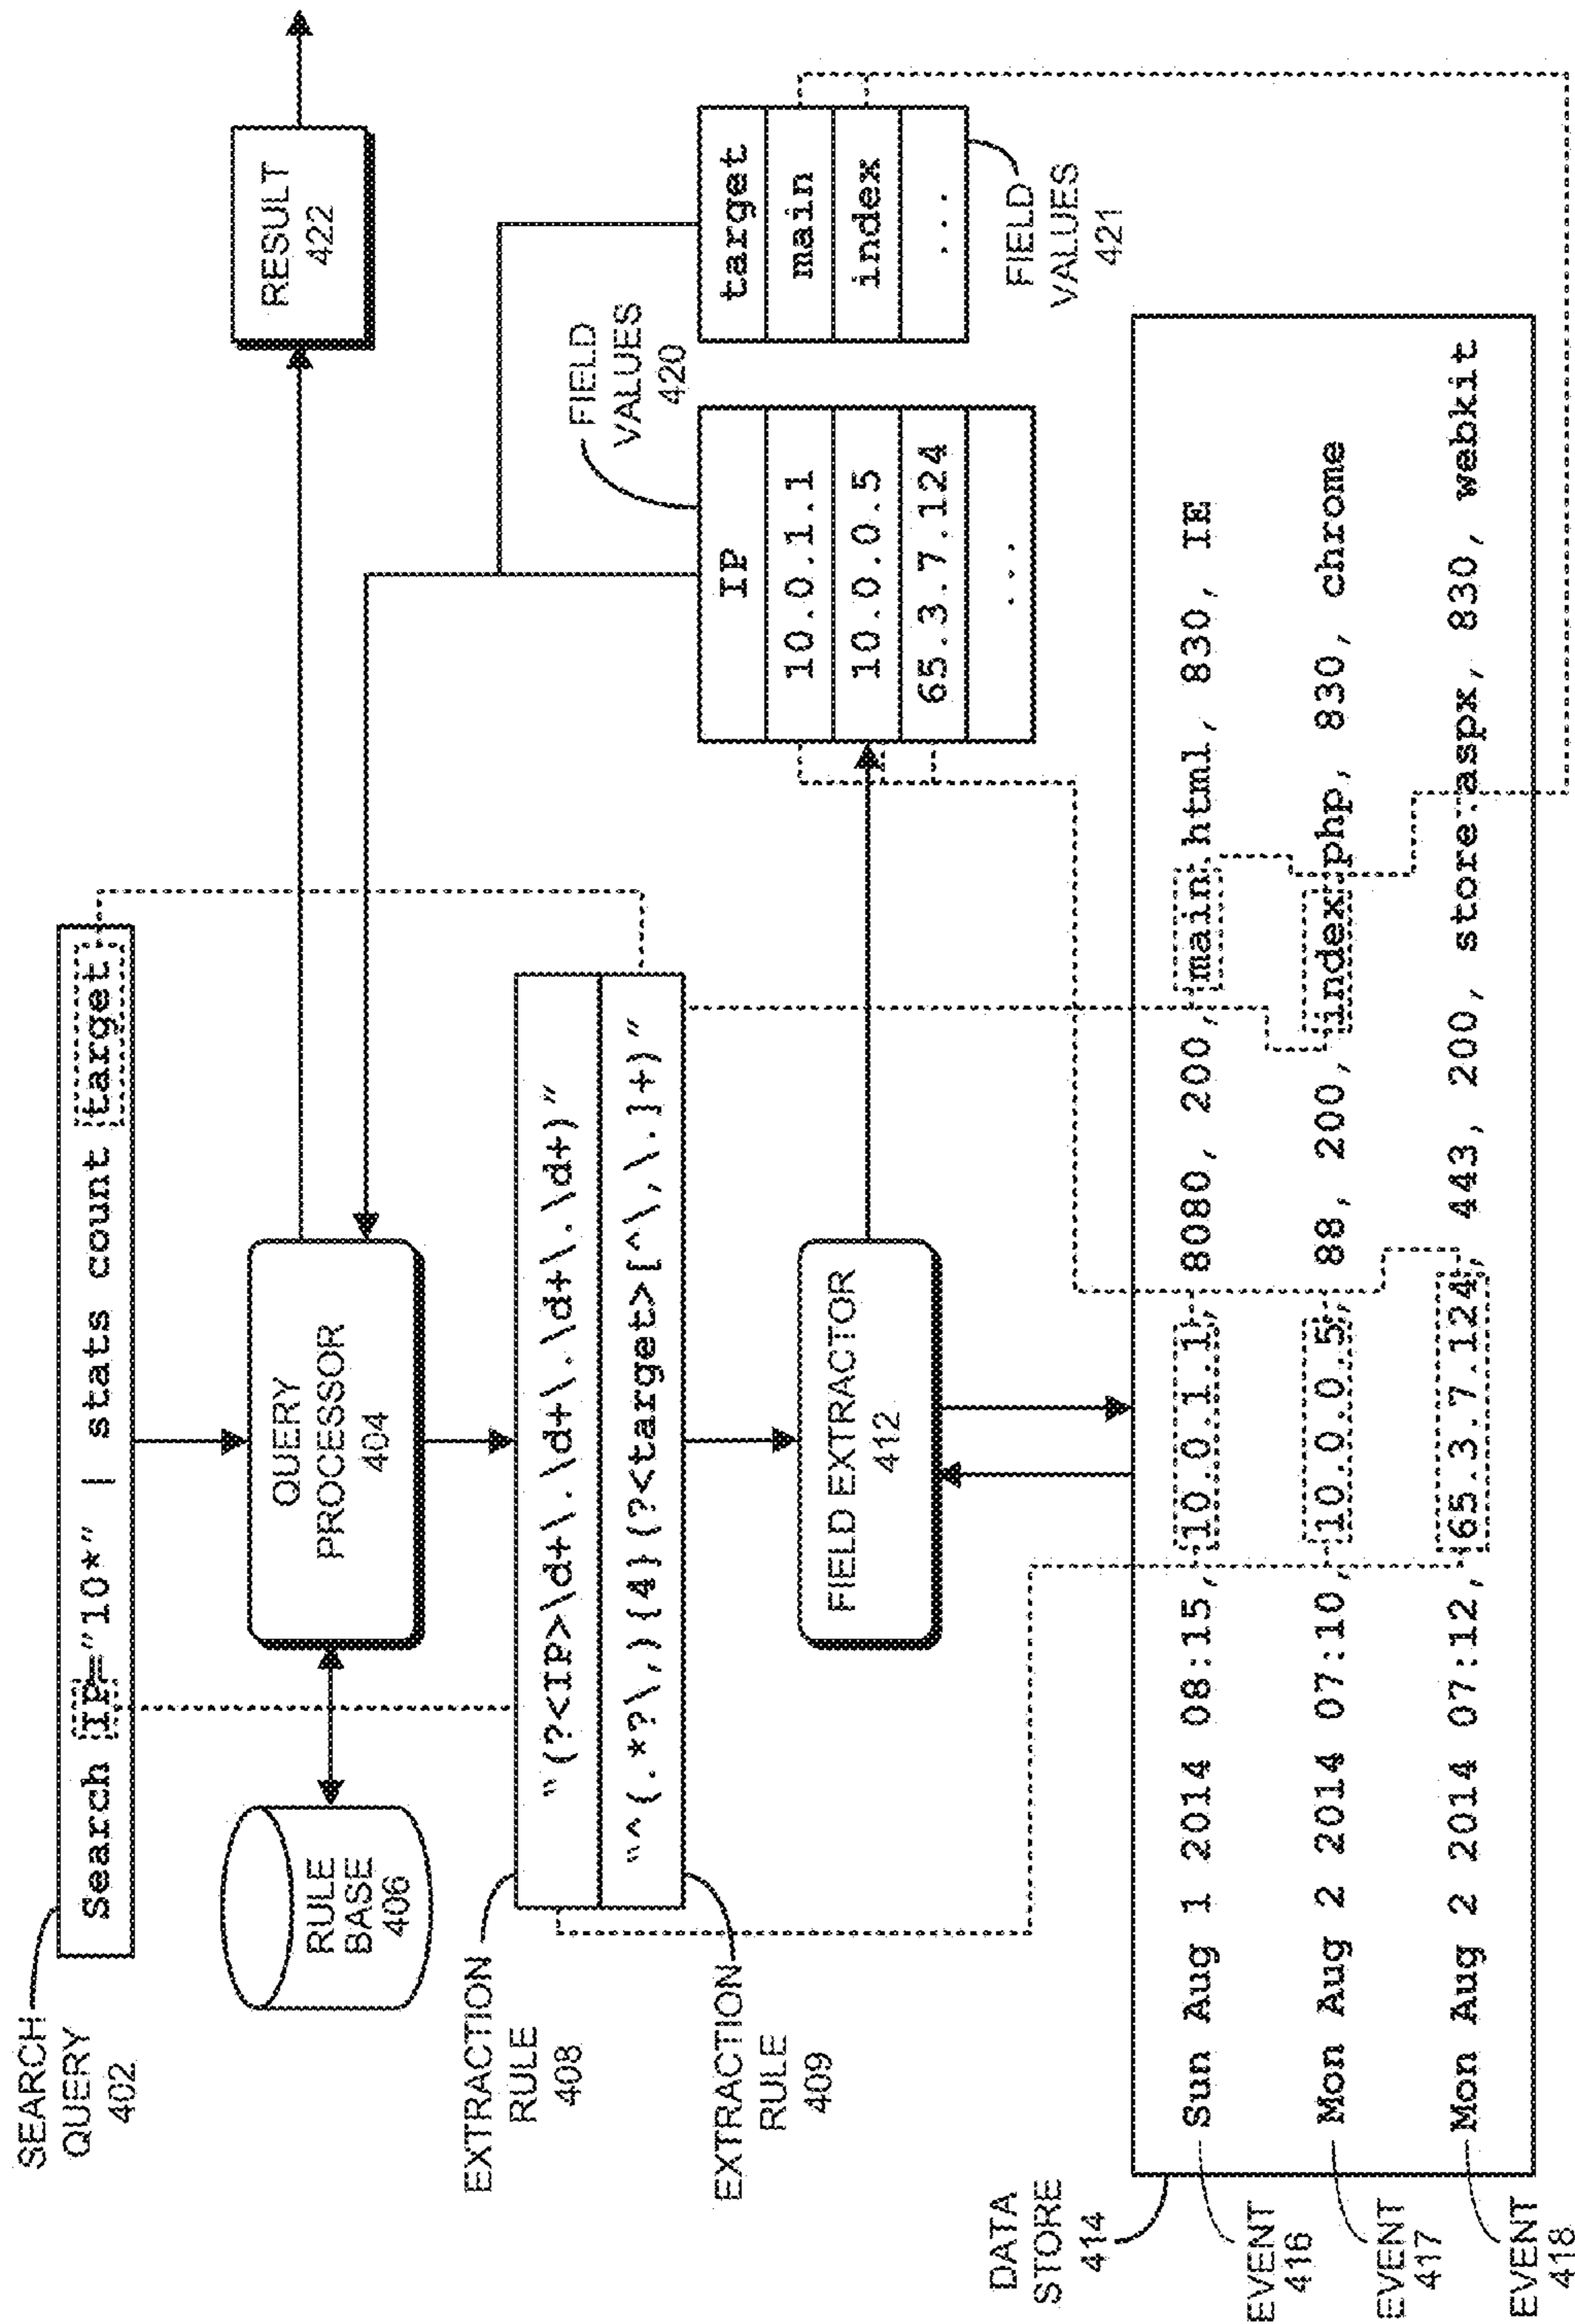 SEARCH
QUERY
402
Search IP="10*" | stats count target
RULE
BASE
406
QUERY
PROCESSOR
404
RESULT
422
EXTRACTION
RULE
408
"(?<IP>\d+\.\d+\.\d+\.\d+)"
"^(.*?\,){4}(?<target>[^\,\.]+)"
EXTRACTION
RULE
409
FIELD EXTRACTOR
412
FIELD
VALUES
420
IP
10.0.1.1
10.0.0.5
65.3.7.124
...
target
main
index
...
FIELD
VALUES
421
DATA
STORE
414
Sun Aug 1 2014 08:15, 10.0.1.1, 8080, 200, main.html, 830, IE
Mon Aug 2 2014 07:10, 10.0.0.5, 88, 200, index.php, 830, chrome
Mon Aug 2 2014 07:12, 65.3.7.124, 443, 200, store.aspx, 830, webkit
EVENT
416
EVENT
417
EVENT
418